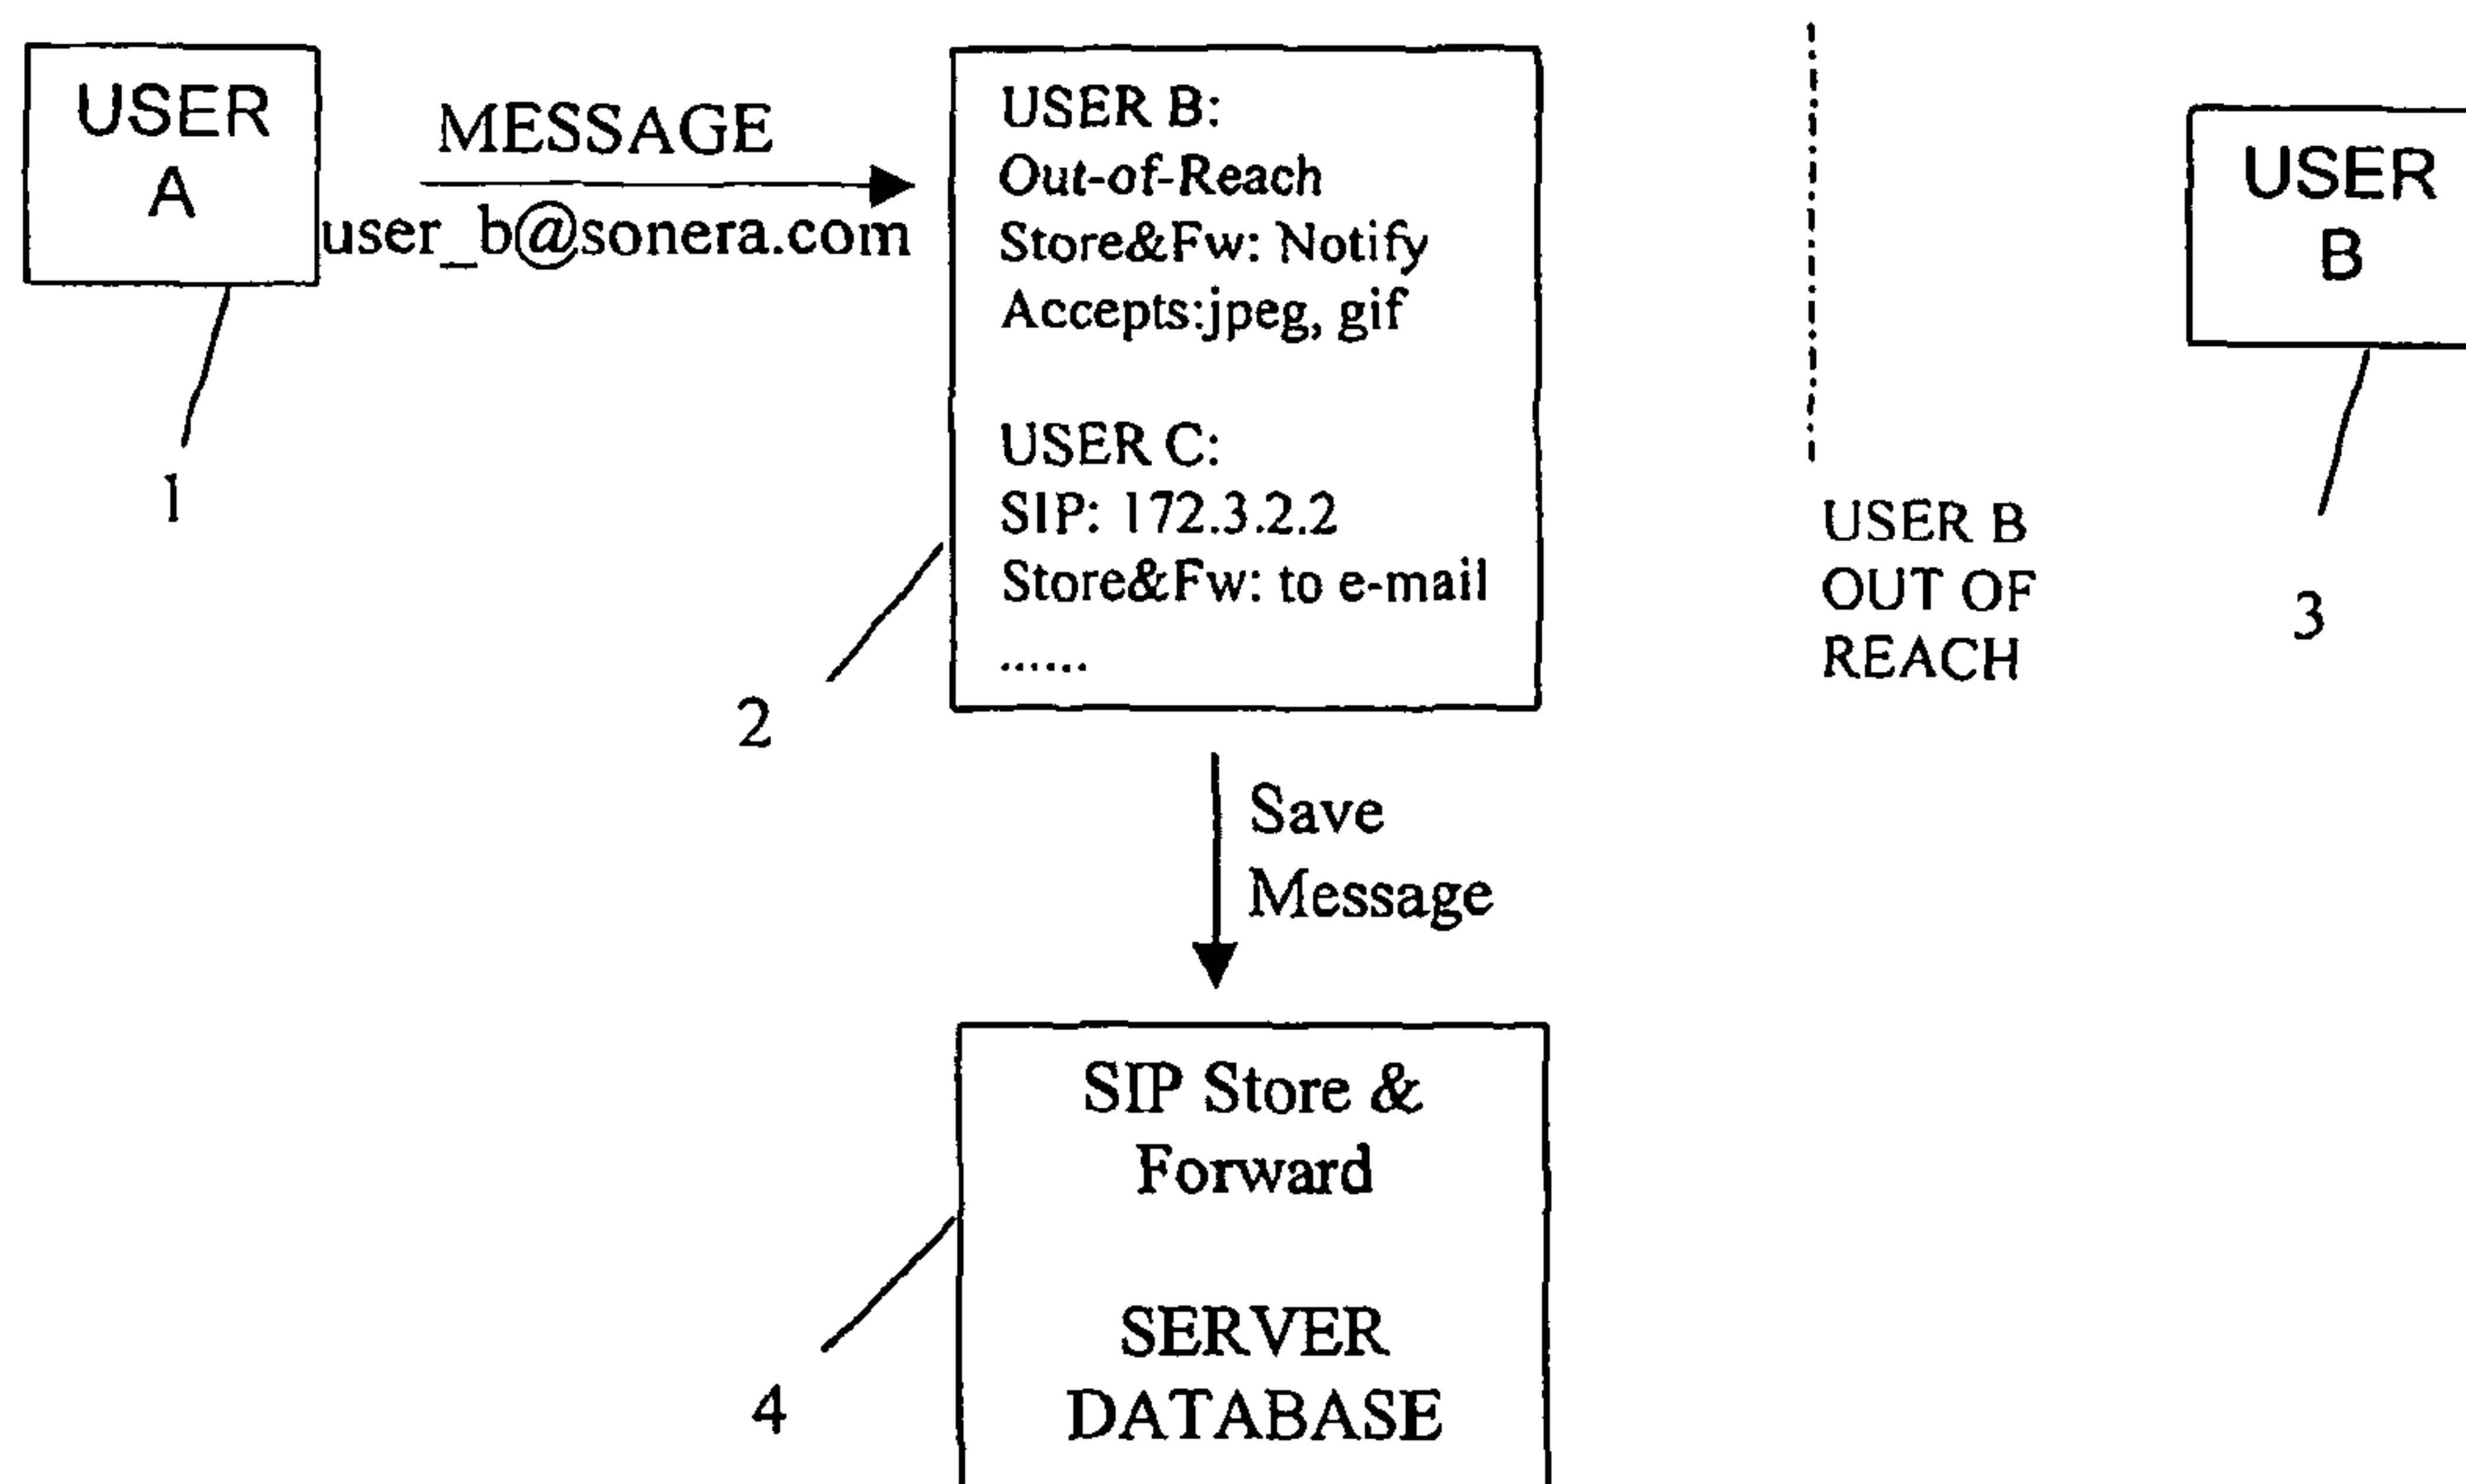 USER
A
1
MESSAGE
user_b@sonera.com
USER B:
Out-of-Reach
Store&Fw: Notify
Accepts:jpeg, gif
USER C:
SIP: 172.3.2.2
Store&Fw: to e-mail
......
2
USER B
OUT OF
REACH
USER
B
3
Save
Message
SIP Store &
Forward
SERVER
DATABASE
4